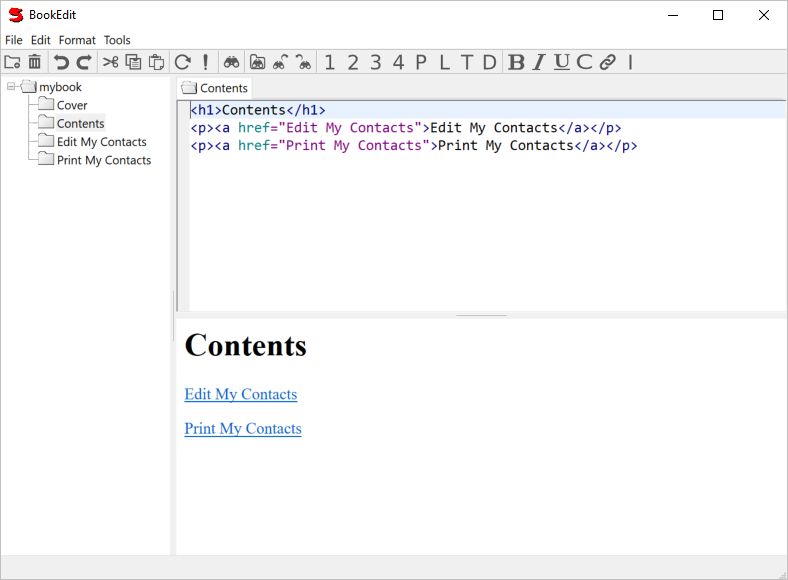 BookEdit
File Edit Format Tools
1 2 3 4 P L T D B I U C I
mybook
Cover
Contents
Edit My Contacts
Print My Contacts
Contents
<h1>Contents</h1>
<p><a href="Edit My Contacts">Edit My Contacts</a></p>
<p><a href="Print My Contacts">Print My Contacts</a></p>
Contents
Edit My Contacts
Print My Contacts